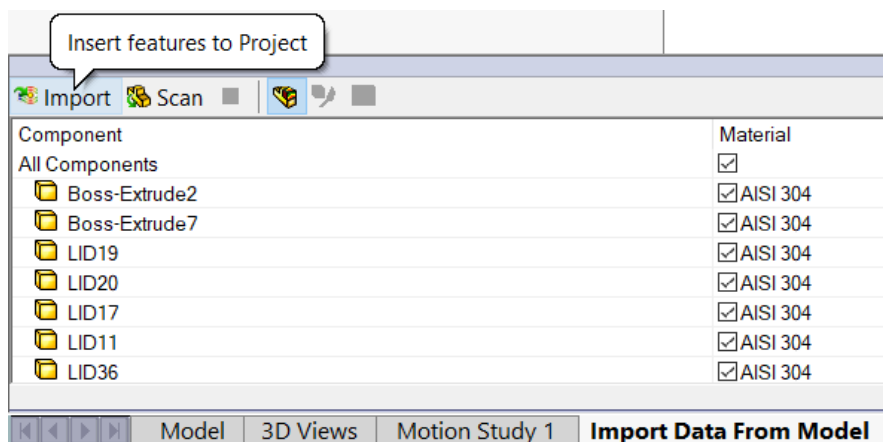 Insert features to Project
Import Scan
Component Material
All Components
Boss-Extrude2 AISI 304
Boss-Extrude7 AISI 304
LID19 AISI 304
LID20 AISI 304
LID17 AISI 304
LID11 AISI 304
LID36 AISI 304
Model 3D Views Motion Study 1 Import Data From Model